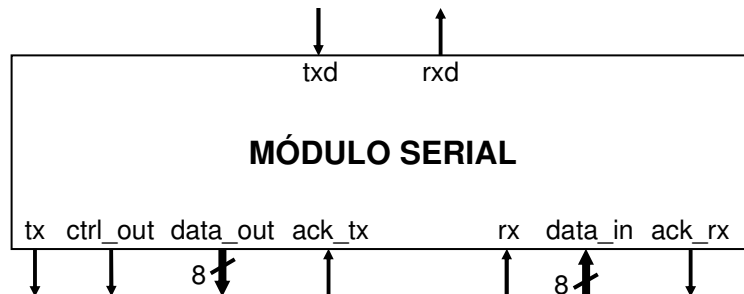 txd rxd
MÓDULO SERIAL
tx ctrl_out data_out ack_tx rx data_in ack_rx
8 8